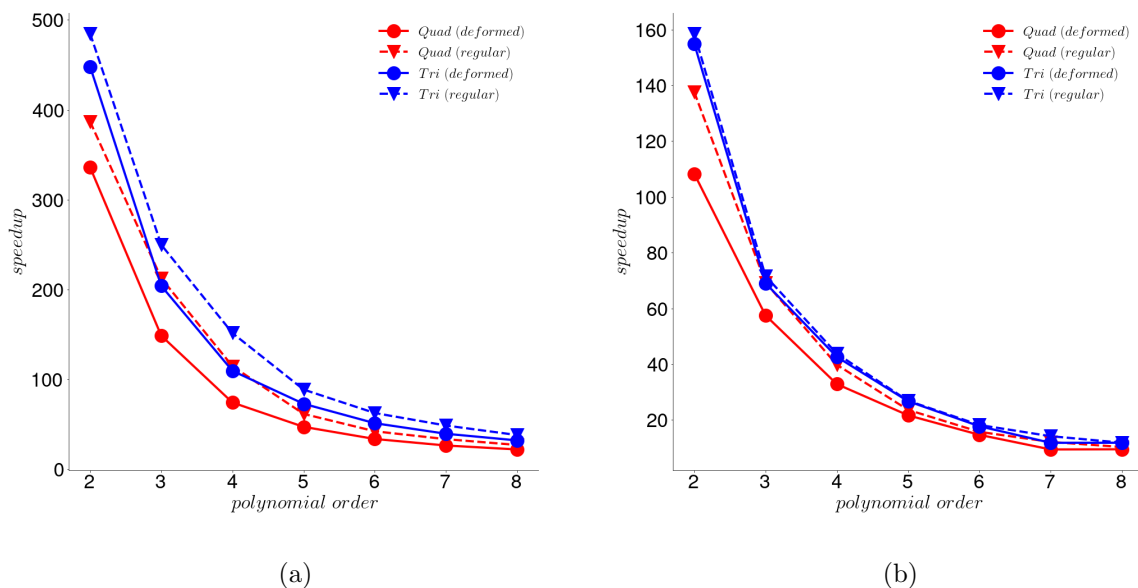 500
400
300
200
100
0
speedup
2 3 4 5 6 7 8
polynomial order
Quad (deformed)
Quad (regular)
Tri (deformed)
Tri (regular)
(a)
160
140
120
100
80
60
40
20
speedup
2 3 4 5 6 7 8
polynomial order
Quad (deformed)
Quad (regular)
Tri (deformed)
Tri (regular)
(b)